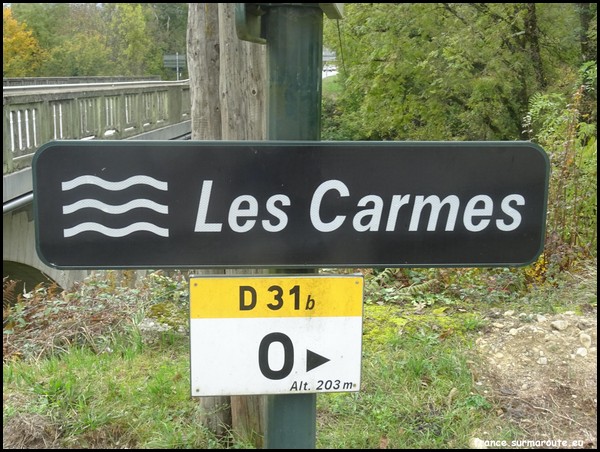 Les Carmes
D 31b
0
Alt. 203 m
france.surmaroute.eu